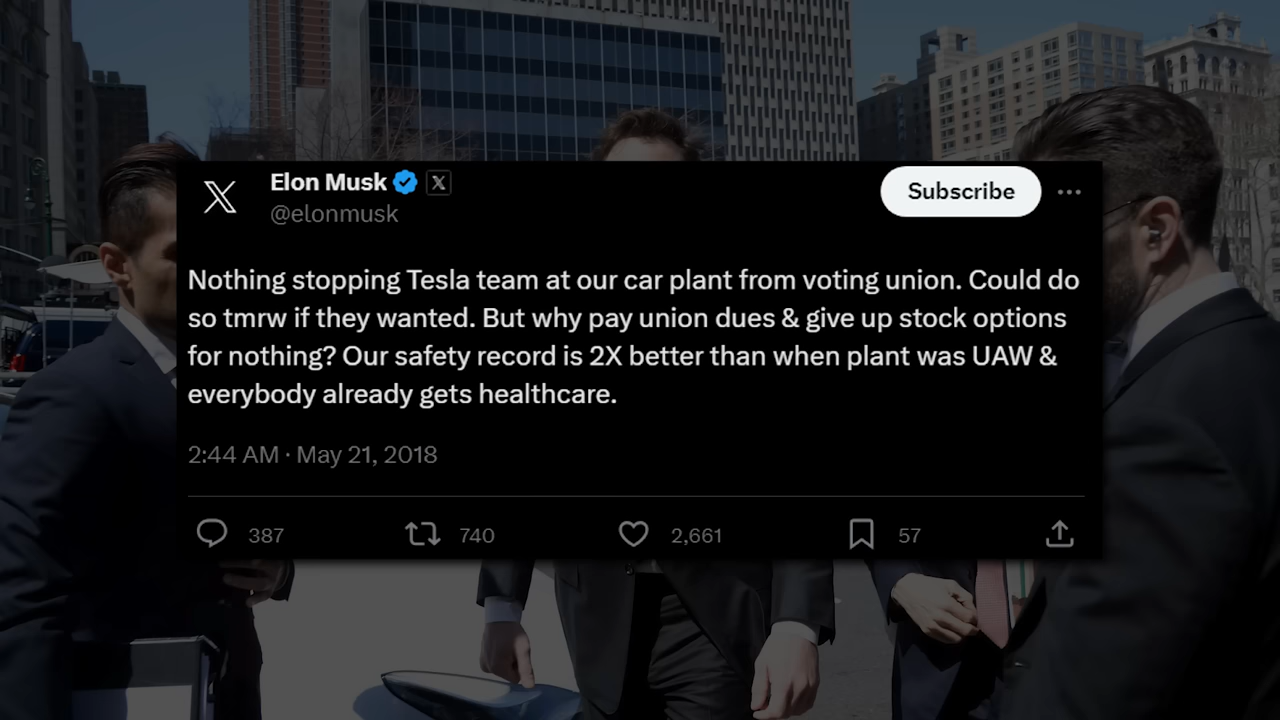 Elon Musk
@elonmusk
Subscribe
Nothing stopping Tesla team at our car plant from voting union. Could do
so tmrw if they wanted. But why pay union dues & give up stock options
for nothing? Our safety record is 2X better than when plant was UAW &
everybody already gets healthcare.
2:44 AM · May 21, 2018
387 740 2,661 57